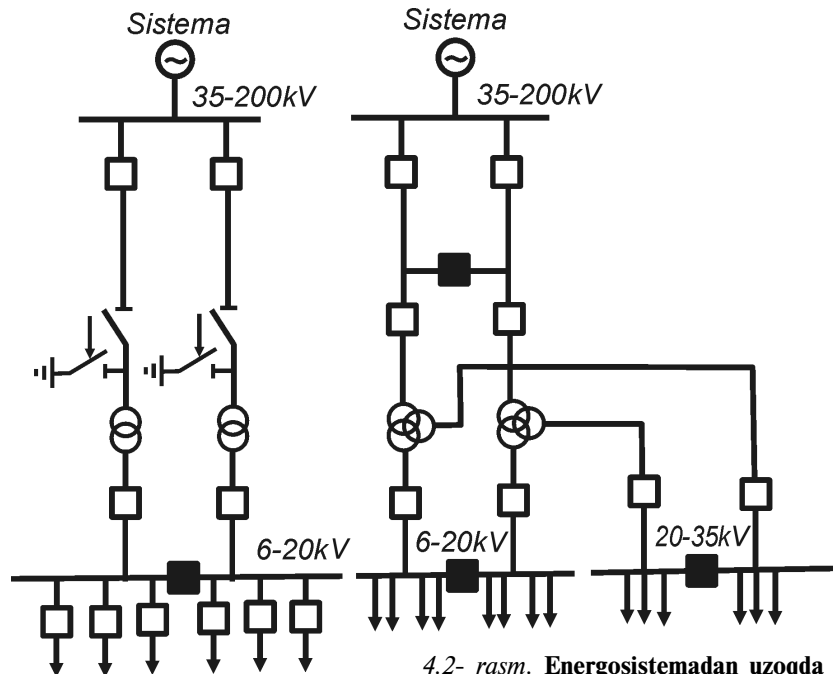 Sistema
Sistema
35-200kV
35-200kV
6-20kV
6-20kV
20-35kV
4.2- rasm. Energosistemadan uzoqda